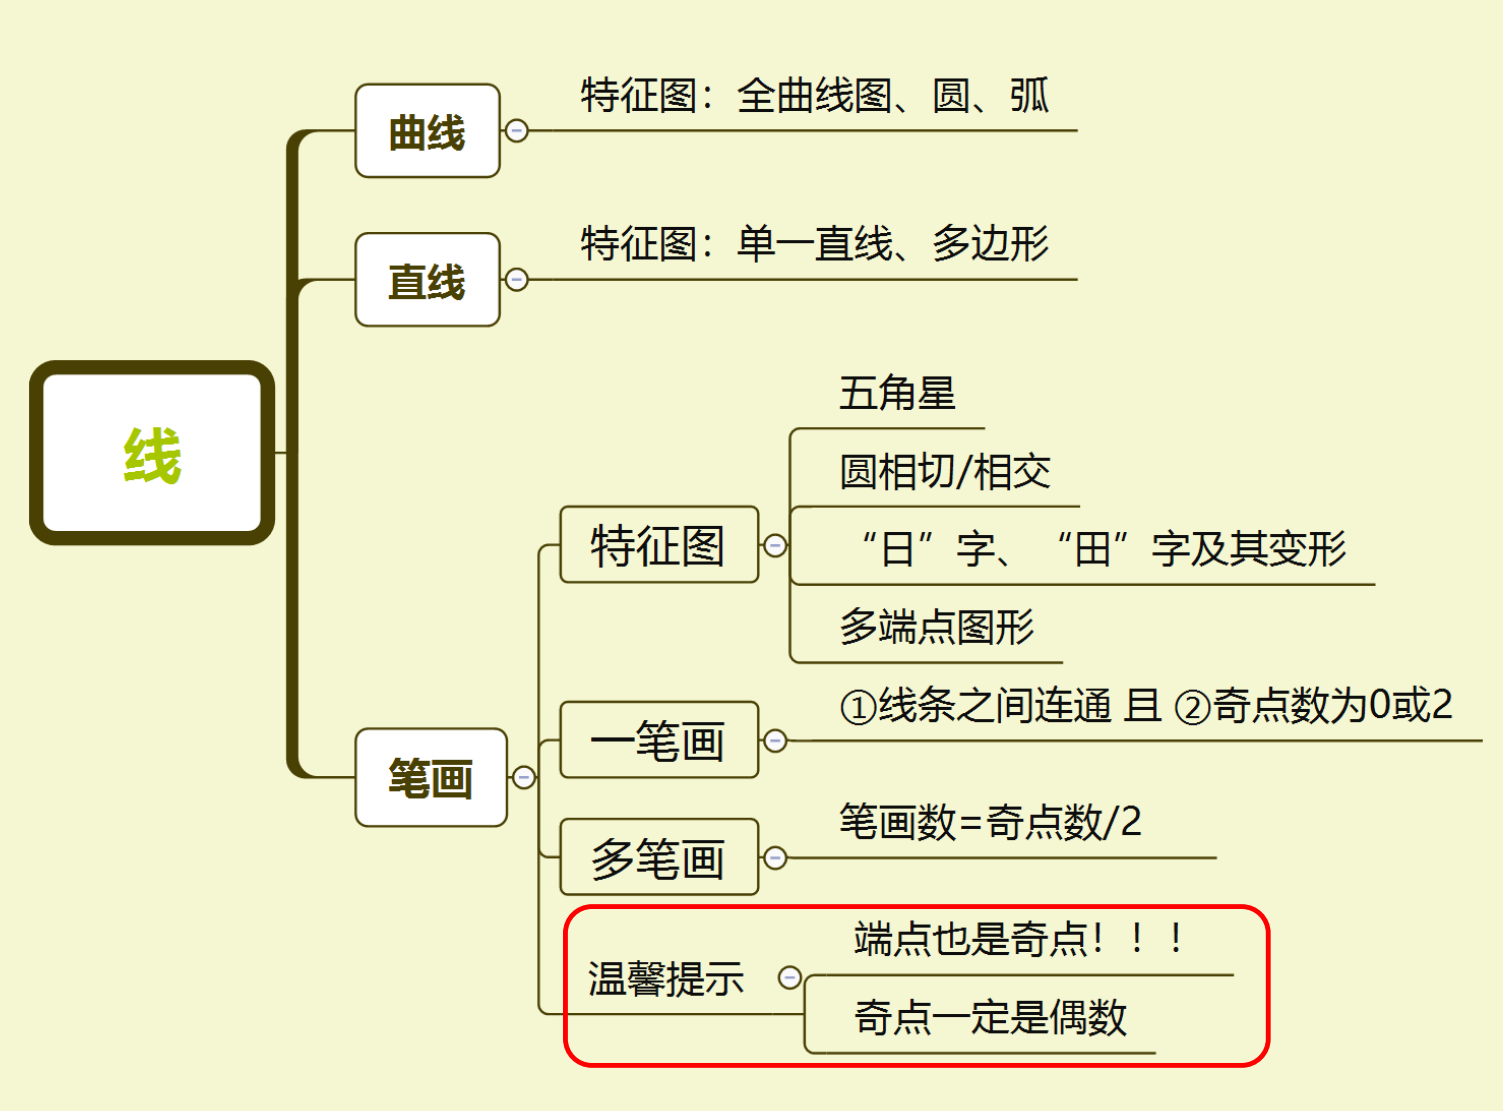 特征图：全曲线图、圆、弧
曲线
特征图：单一直线、多边形
直线
线
五角星
圆相切/相交
“日”字、“田”字及其变形
多端点图形
特征图
①线条之间连通 且 ②奇点数为0或2
一笔画
笔画
笔画数=奇点数/2
多笔画
端点也是奇点！！！
温馨提示
奇点一定是偶数